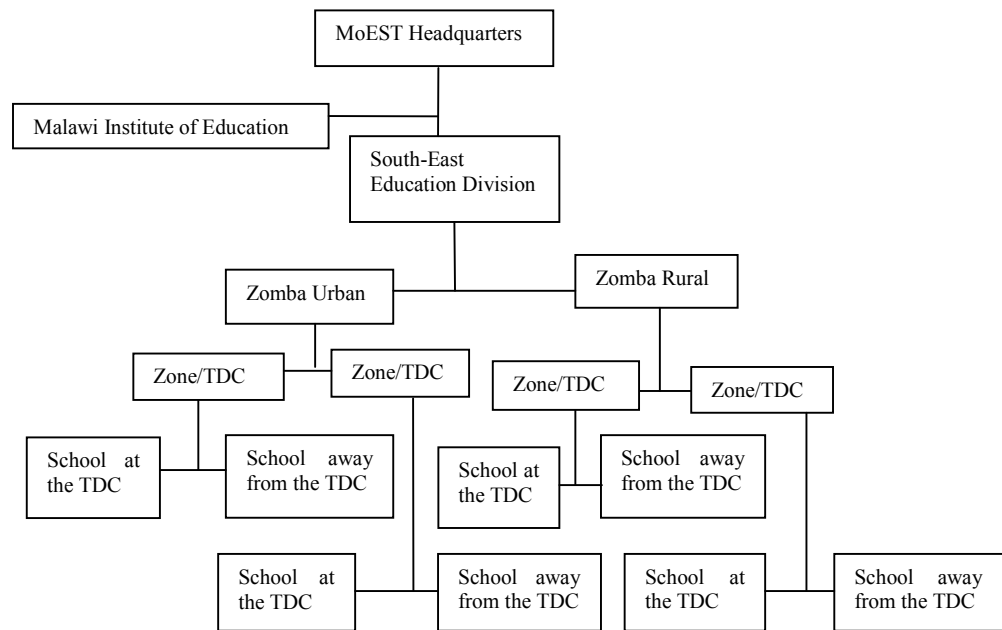 MoEST Headquarters
Malawi Institute of Education
South-East
Education Division
Zomba Urban
Zomba Rural
Zone/TDC
Zone/TDC
Zone/TDC
Zone/TDC
School at
the TDC
School away
from the TDC
School at
the TDC
School away
from the TDC
School at
the TDC
School away
from the TDC
School at
the TDC
School away
from the TDC